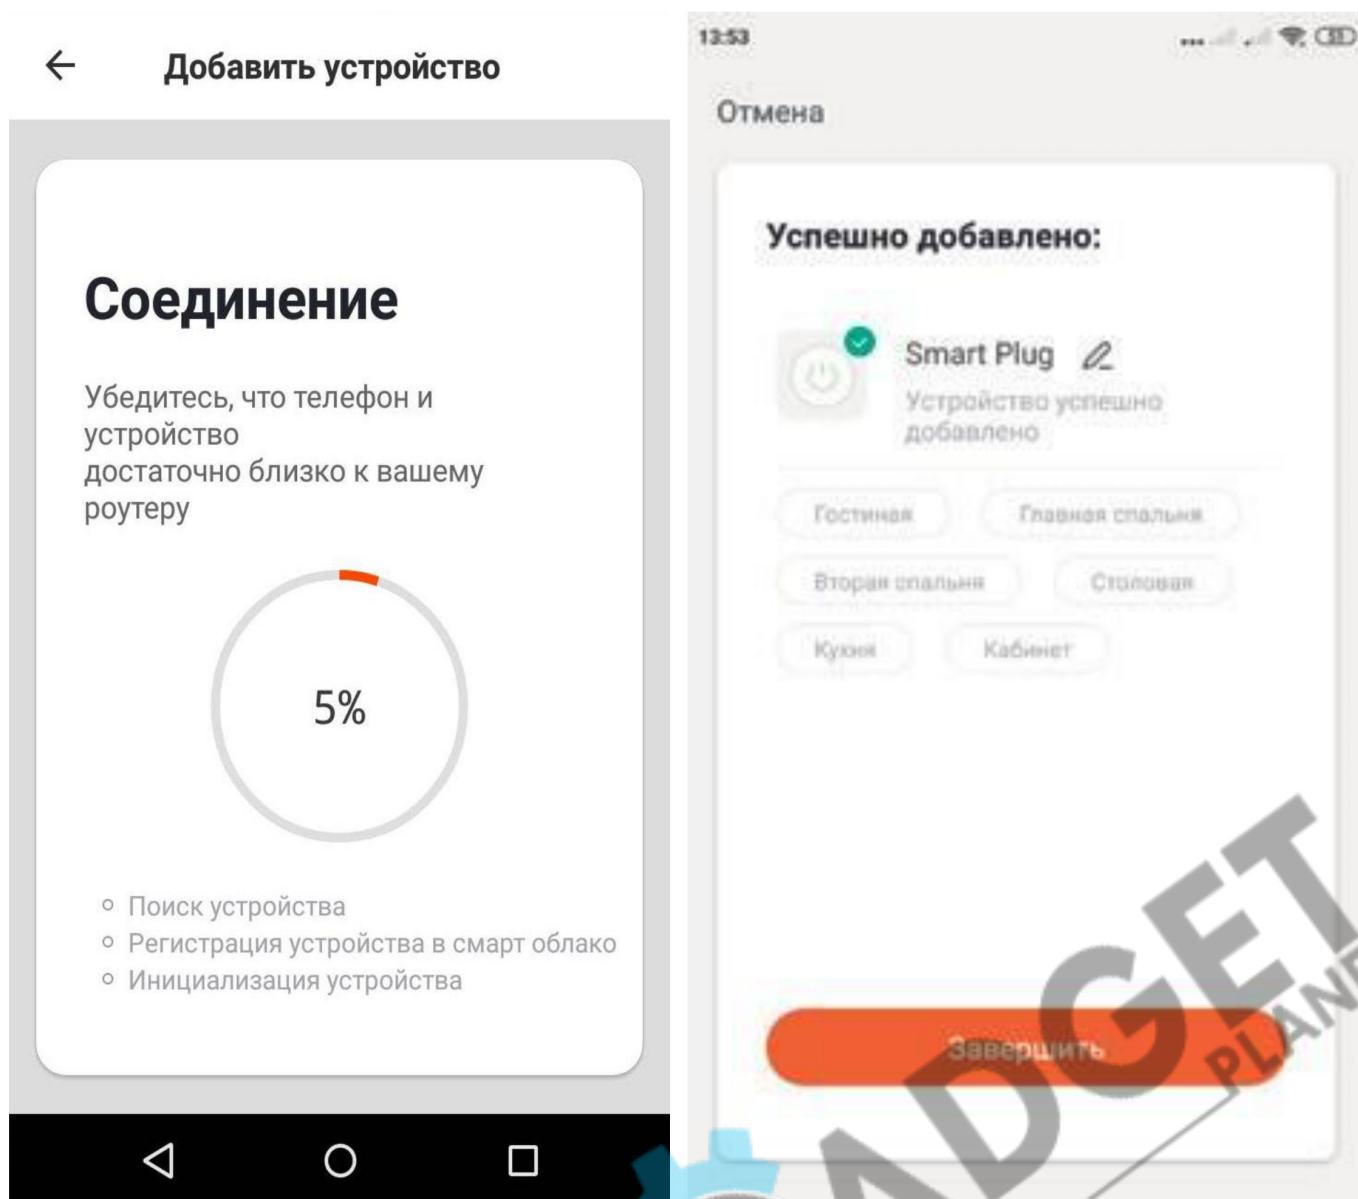 Добавить устройство
Соединение
Убедитесь, что телефон и
устройство
достаточно близко к вашему
роутеру
5%
Поиск устройства
Регистрация устройства в смарт облако
Инициализация устройства
13:53
Отмена
Успешно добавлено:
Smart Plug
Устройство успешно
добавлено
Гостиная Главная спальня
Вторая спальня Столовая
Кухня Кабинет
Завершить